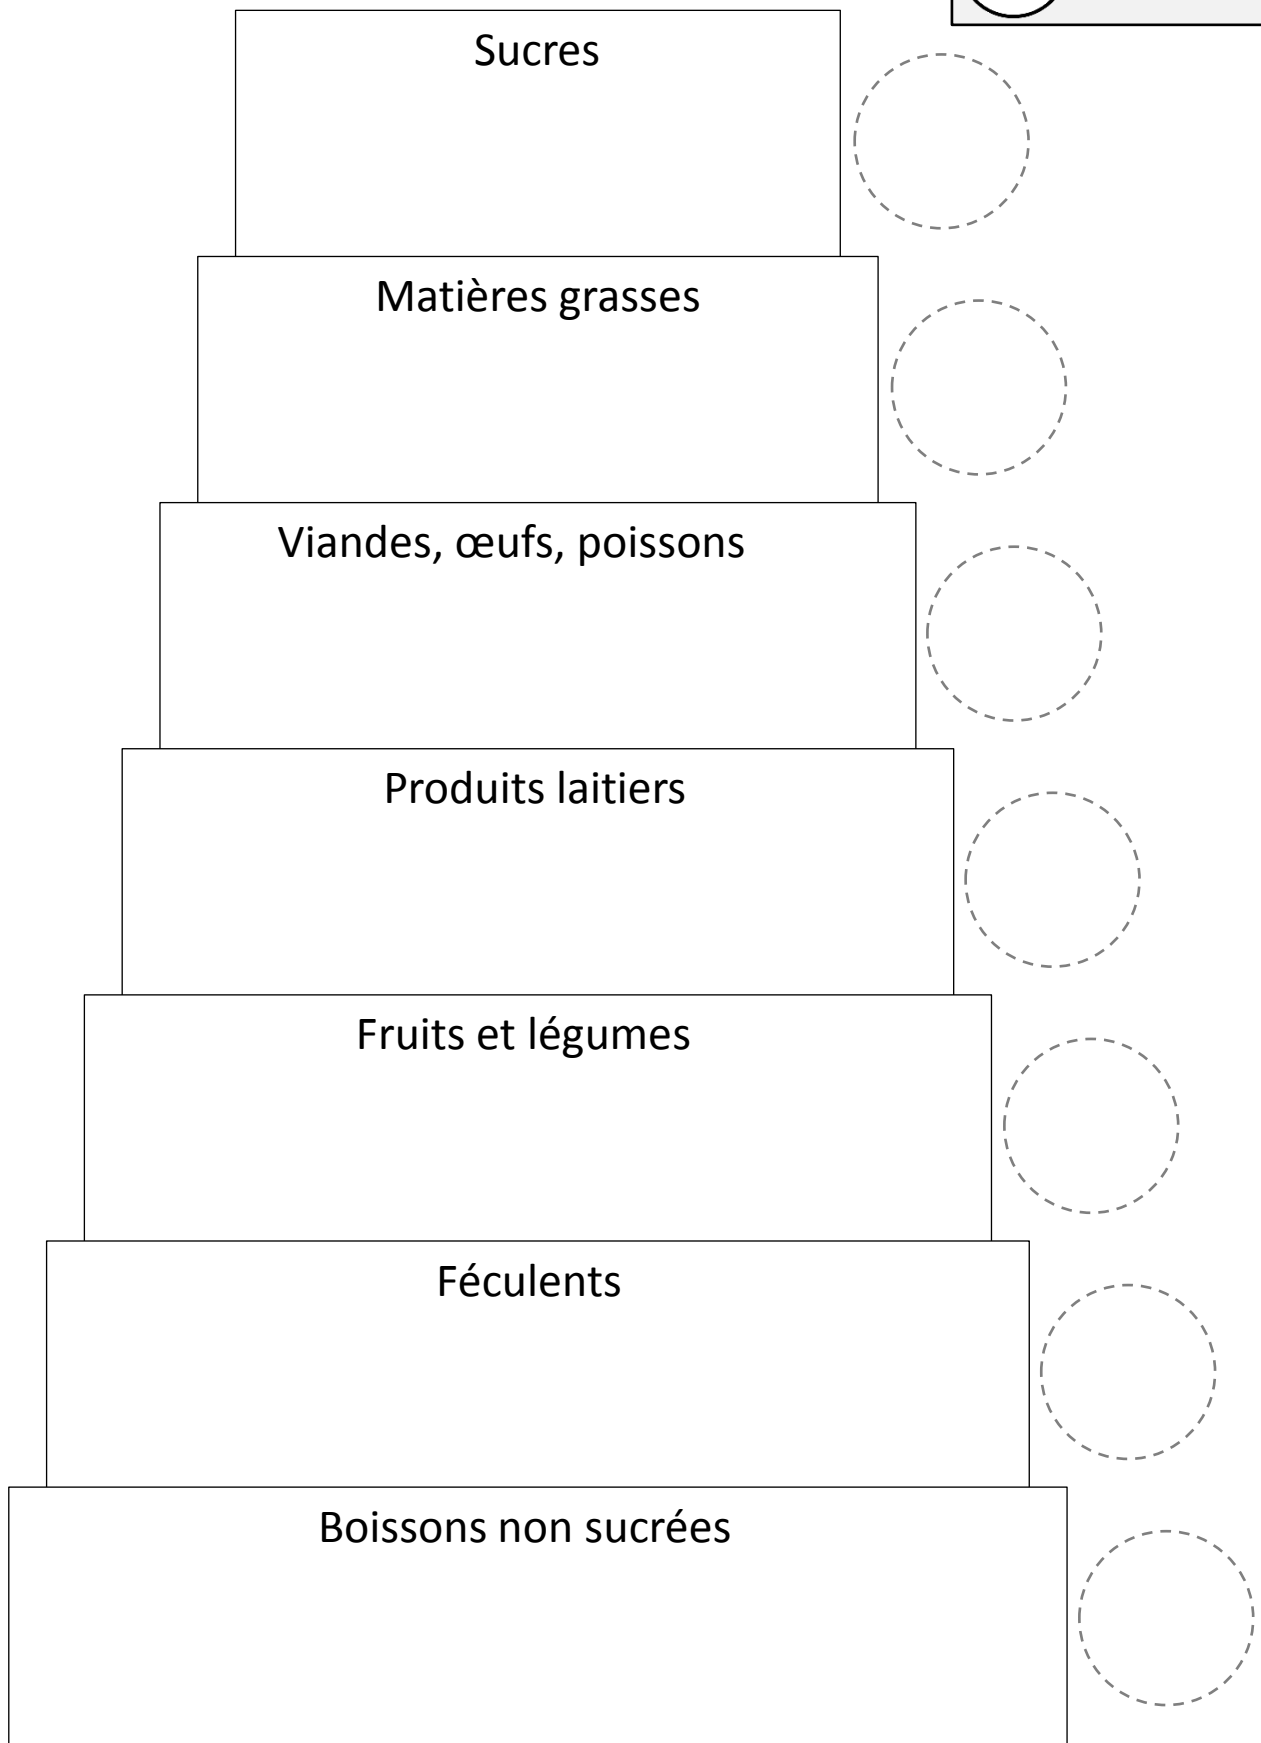 Sucres
Matières grasses
Viandes, œufs, poissons
Produits laitiers
Fruits et légumes
Féculents
Boissons non sucrées